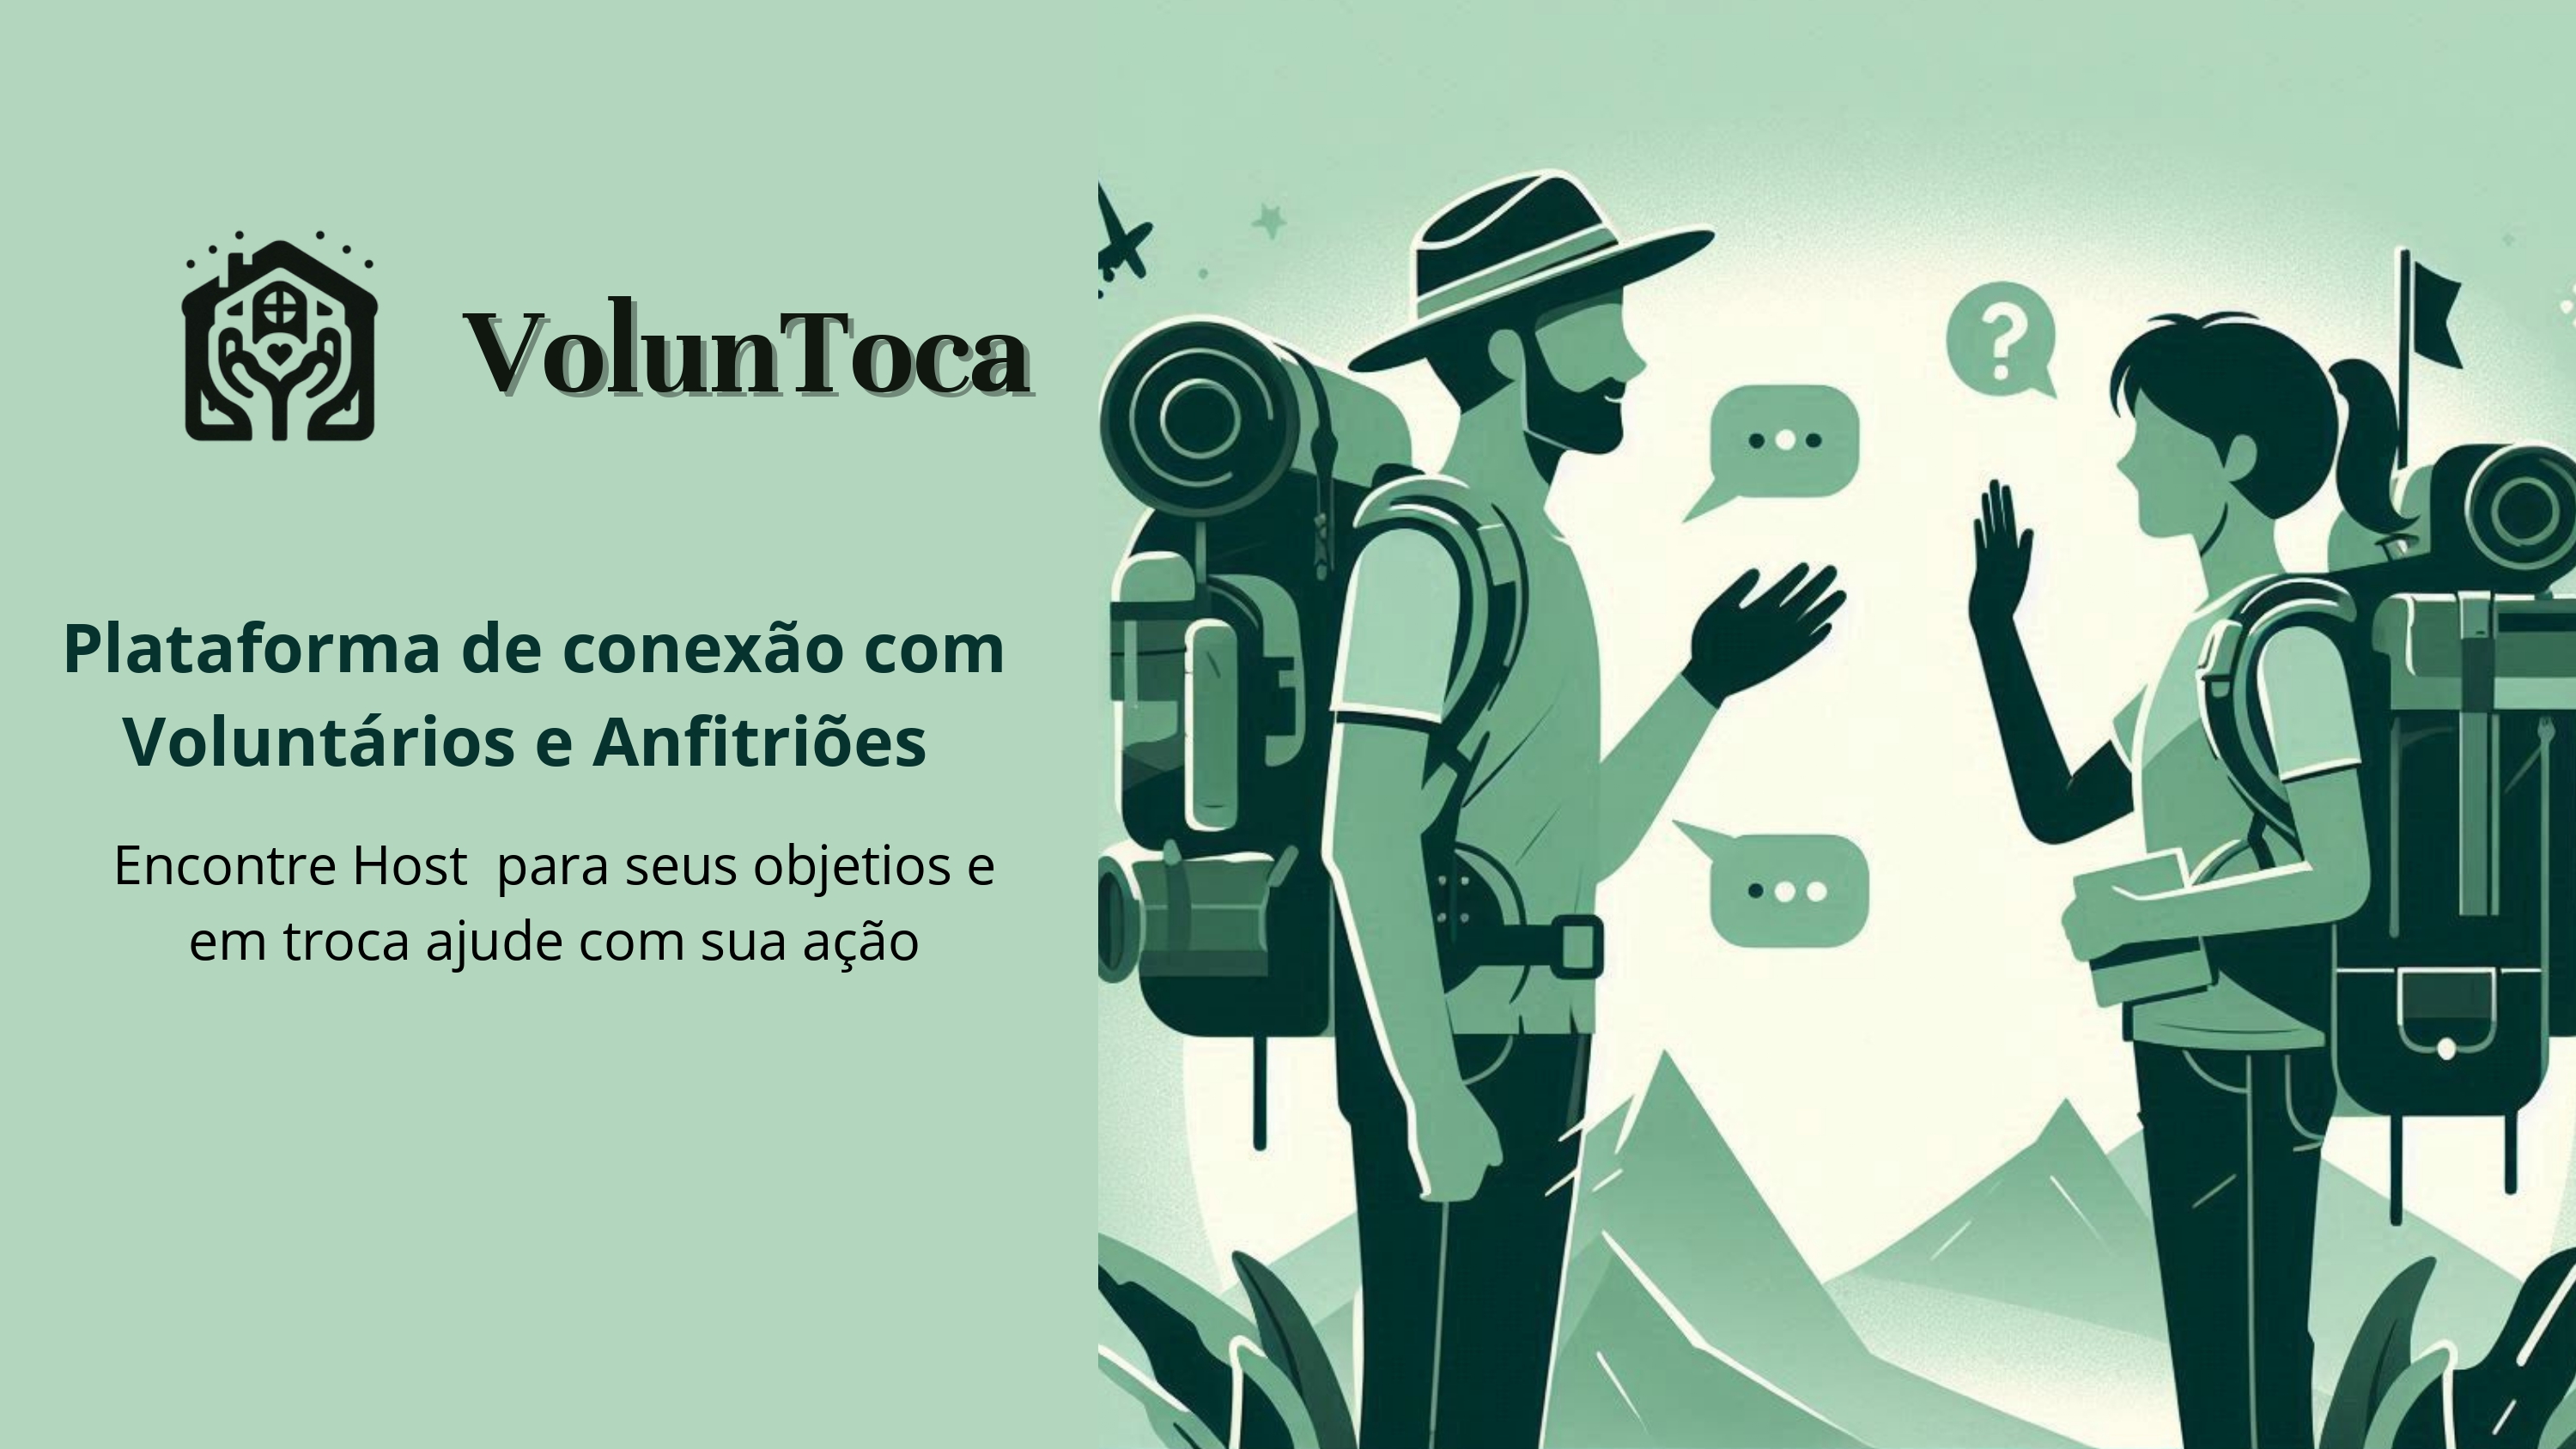 VolunToca
Plataforma de conexão com
Voluntários e Anfitriões
Encontre Host  para seus objetios e
em troca ajude com sua ação
?